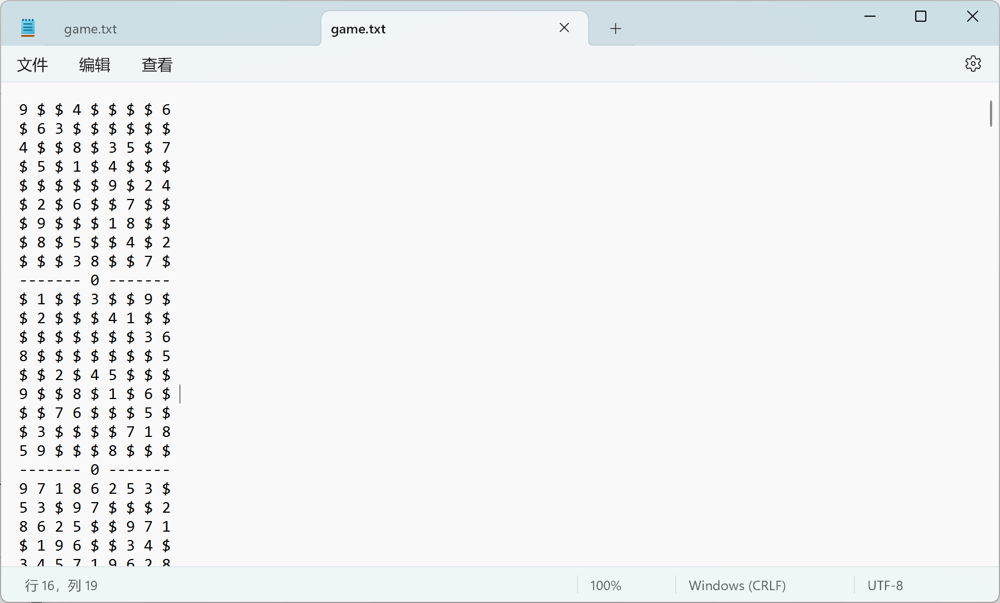 game.txt
game.txt
文件 编辑 查看
9 $ $ 4 $ $ $ $ 6
$ 6 3 $ $ $ $ $ $
4 $ $ 8 $ 3 5 $ 7
$ 5 $ 1 $ 4 $ $ $
$ $ $ $ $ 9 $ 2 4
$ 2 $ 6 $ $ 7 $ $
$ 9 $ $ $ 1 8 $ $
$ 8 $ 5 $ $ 4 $ 2
$ $ $ 3 8 $ $ 7 $
------- 0 -------
$ 1 $ $ 3 $ $ 9 $
$ 2 $ $ $ 4 1 $ $
$ $ $ $ $ $ $ 3 6
8 $ $ $ $ $ $ $ 5
$ $ 2 $ 4 5 $ $ $
9 $ $ 8 $ 1 $ 6 $
$ $ 7 6 $ $ $ 5 $
$ 3 $ $ $ $ 7 1 8
5 9 $ $ $ 8 $ $ $
------- 0 -------
9 7 1 8 6 2 5 3 $
5 3 $ 9 7 $ $ $ 2
8 6 2 5 $ $ 9 7 1
$ 1 9 6 $ $ 3 4 $
3 4 5 7 1 9 6 2 8
行 16，列 19 100% Windows (CRLF) UTF-8